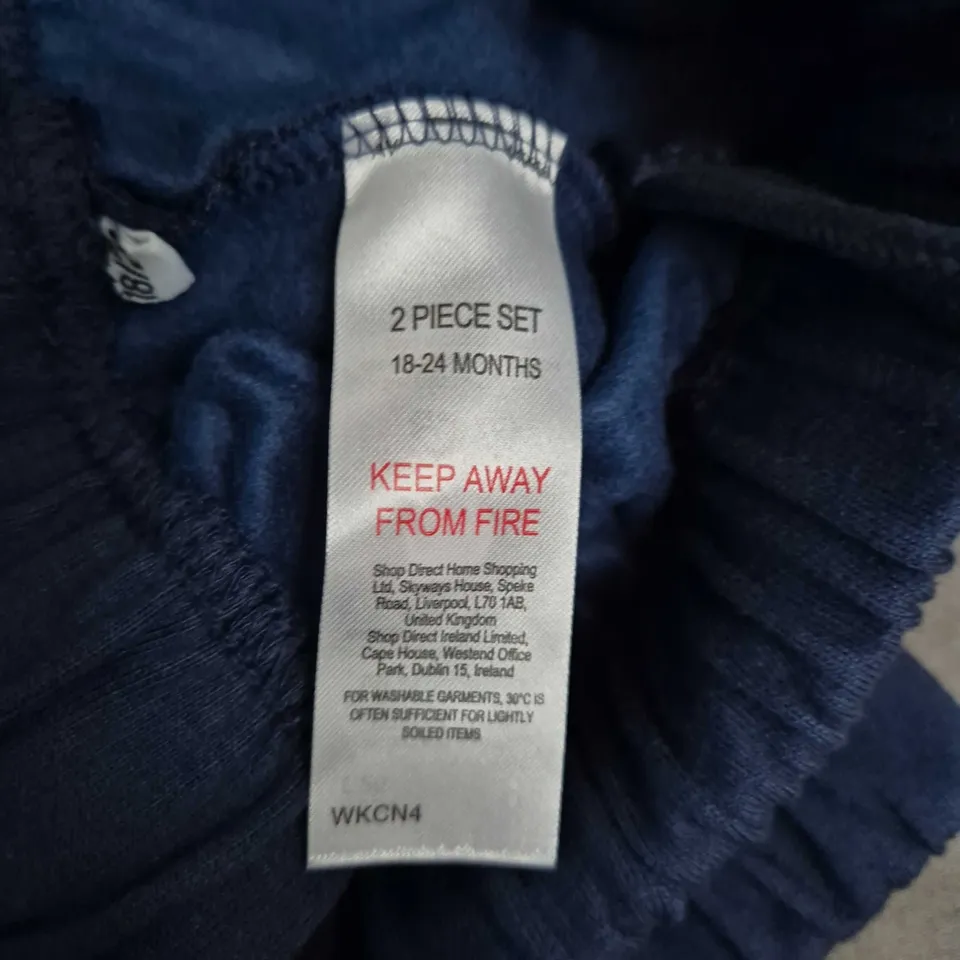 2 PIECE SET
18-24 MONTHS
KEEP AWAY
FROM FIRE
Shop Direct Home Shopping
Ltd, Skyways House, Speke
Road, Liverpool, L70 1AB,
United Kingdom
Shop Direct Ireland Limited,
Cape House, Westend Office
Park, Dublin 15, Ireland
FOR WASHABLE GARMENTS, 30°C IS
OFTEN SUFFICIENT FOR LIGHTLY
SOILED ITEMS
WKCN4